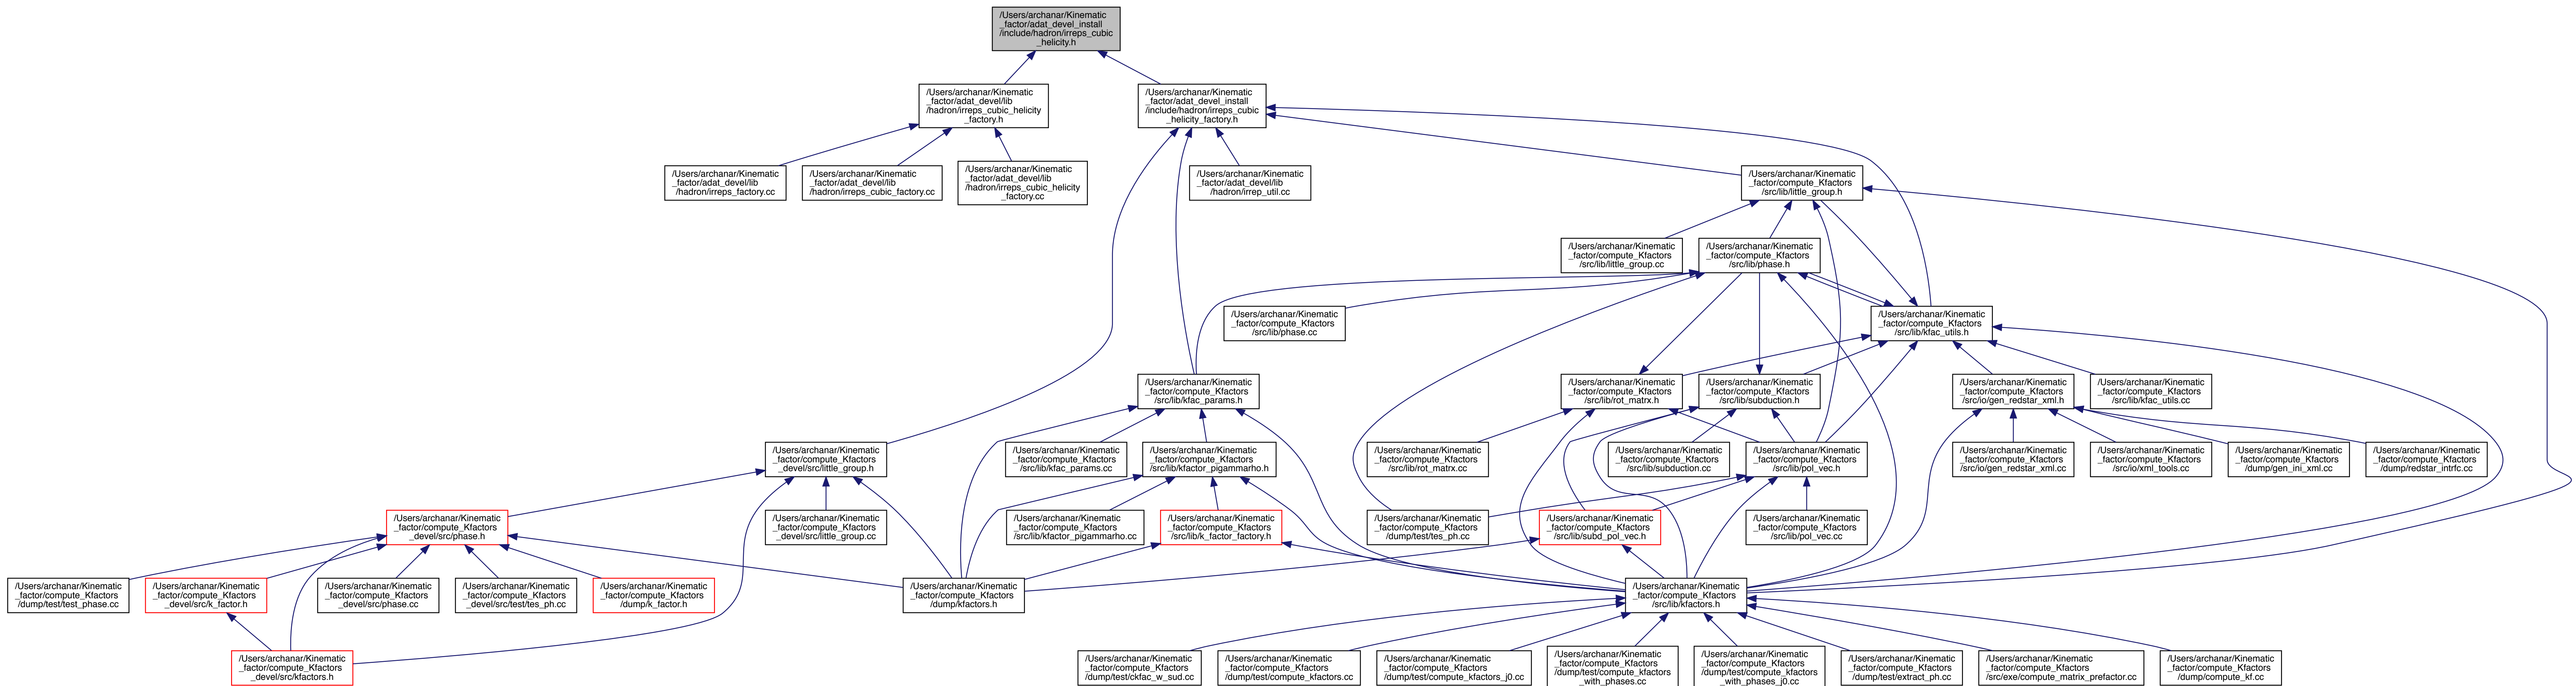 /Users/archanar/Kinematic
_factor/adat_devel_install
/include/hadron/irreps_cubic
_helicity.h
/Users/archanar/Kinematic
_factor/adat_devel/lib
/hadron/irreps_cubic_helicity
_factory.h
/Users/archanar/Kinematic
_factor/adat_devel_install
/include/hadron/irreps_cubic
_helicity_factory.h
/Users/archanar/Kinematic
_factor/adat_devel/lib
/hadron/irreps_factory.cc
/Users/archanar/Kinematic
_factor/adat_devel/lib
/hadron/irreps_cubic_factory.cc
/Users/archanar/Kinematic
_factor/adat_devel/lib
/hadron/irreps_cubic_helicity
_factory.cc
/Users/archanar/Kinematic
_factor/adat_devel/lib
/hadron/irrep_util.cc
/Users/archanar/Kinematic
_factor/compute_Kfactors
/src/lib/little_group.h
/Users/archanar/Kinematic
_factor/compute_Kfactors
/src/lib/little_group.cc
/Users/archanar/Kinematic
_factor/compute_Kfactors
/src/lib/phase.h
/Users/archanar/Kinematic
_factor/compute_Kfactors
/src/lib/phase.cc
/Users/archanar/Kinematic
_factor/compute_Kfactors
/src/lib/kfac_utils.h
/Users/archanar/Kinematic
_factor/compute_Kfactors
/src/lib/kfac_params.h
/Users/archanar/Kinematic
_factor/compute_Kfactors
/src/lib/rot_matrx.h
/Users/archanar/Kinematic
_factor/compute_Kfactors
/src/lib/subduction.h
/Users/archanar/Kinematic
_factor/compute_Kfactors
/src/io/gen_redstar_xml.h
/Users/archanar/Kinematic
_factor/compute_Kfactors
/src/lib/kfac_utils.cc
/Users/archanar/Kinematic
_factor/compute_Kfactors
_devel/src/little_group.h
/Users/archanar/Kinematic
_factor/compute_Kfactors
/src/lib/kfac_params.cc
/Users/archanar/Kinematic
_factor/compute_Kfactors
/src/lib/kfactor_pigammarho.h
/Users/archanar/Kinematic
_factor/compute_Kfactors
/src/lib/rot_matrx.cc
/Users/archanar/Kinematic
_factor/compute_Kfactors
/src/lib/subduction.cc
/Users/archanar/Kinematic
_factor/compute_Kfactors
/src/lib/pol_vec.h
/Users/archanar/Kinematic
_factor/compute_Kfactors
/src/io/gen_redstar_xml.cc
/Users/archanar/Kinematic
_factor/compute_Kfactors
/src/io/xml_tools.cc
/Users/archanar/Kinematic
_factor/compute_Kfactors
/dump/gen_ini_xml.cc
/Users/archanar/Kinematic
_factor/compute_Kfactors
/dump/redstar_intrfc.cc
/Users/archanar/Kinematic
_factor/compute_Kfactors
_devel/src/phase.h
/Users/archanar/Kinematic
_factor/compute_Kfactors
_devel/src/little_group.cc
/Users/archanar/Kinematic
_factor/compute_Kfactors
/src/lib/kfactor_pigammarho.cc
/Users/archanar/Kinematic
_factor/compute_Kfactors
/src/lib/k_factor_factory.h
/Users/archanar/Kinematic
_factor/compute_Kfactors
/dump/test/tes_ph.cc
/Users/archanar/Kinematic
_factor/compute_Kfactors
/src/lib/subd_pol_vec.h
/Users/archanar/Kinematic
_factor/compute_Kfactors
/src/lib/pol_vec.cc
/Users/archanar/Kinematic
_factor/compute_Kfactors
/dump/test/test_phase.cc
/Users/archanar/Kinematic
_factor/compute_Kfactors
_devel/src/k_factor.h
/Users/archanar/Kinematic
_factor/compute_Kfactors
_devel/src/phase.cc
/Users/archanar/Kinematic
_factor/compute_Kfactors
_devel/src/test/tes_ph.cc
/Users/archanar/Kinematic
_factor/compute_Kfactors
/dump/k_factor.h
/Users/archanar/Kinematic
_factor/compute_Kfactors
/dump/kfactors.h
/Users/archanar/Kinematic
_factor/compute_Kfactors
/src/lib/kfactors.h
/Users/archanar/Kinematic
_factor/compute_Kfactors
_devel/src/kfactors.h
/Users/archanar/Kinematic
_factor/compute_Kfactors
/dump/test/ckfac_w_sud.cc
/Users/archanar/Kinematic
_factor/compute_Kfactors
/dump/test/compute_kfactors.cc
/Users/archanar/Kinematic
_factor/compute_Kfactors
/dump/test/compute_kfactors_j0.cc
/Users/archanar/Kinematic
_factor/compute_Kfactors
/dump/test/compute_kfactors
_with_phases.cc
/Users/archanar/Kinematic
_factor/compute_Kfactors
/dump/test/compute_kfactors
_with_phases_j0.cc
/Users/archanar/Kinematic
_factor/compute_Kfactors
/dump/test/extract_ph.cc
/Users/archanar/Kinematic
_factor/compute_Kfactors
/src/exe/compute_matrix_prefactor.cc
/Users/archanar/Kinematic
_factor/compute_Kfactors
/dump/compute_kf.cc